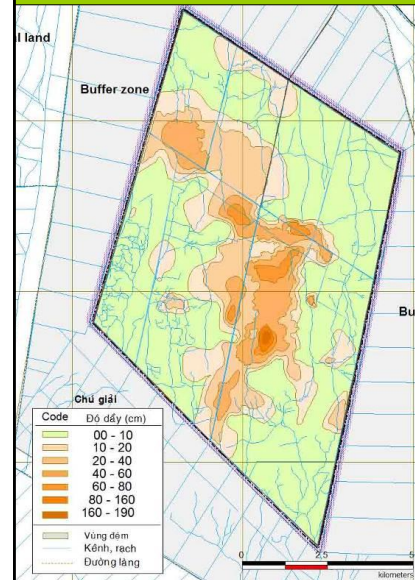 l land
Buffer zone
Bu
Chú giải
Code Độ dầy (cm)
00 - 10
10 - 20
20 - 40
40 - 60
60 - 80
80 - 160
160 - 190
Vùng đệm
Kênh, rạch
Đường làng
0 2.5 5
kilometers